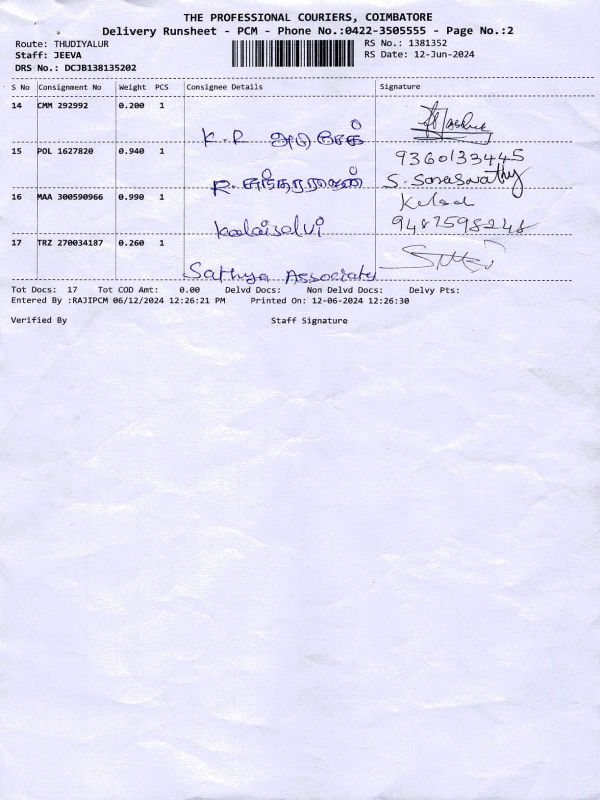 THE PROFESSIONAL COURIERS, COIMBATORE
Delivery Runsheet - PCM - Phone No.:0422-3505555 - Page No.:2
Route: THUDIYALUR
RS No.: 1381352
Staff: JEEVA
RS Date: 12-Jun-2024
DRS No.: DCJB138135202
S No Consignment No Weight PCS Consignee Details Signature
14 CMM 292992 0.200 1
K.R
15 POL 1627820 0.940 1
9360133445
R. சுந்தரராஜன் S. Saraswathy
16 MAA 300590966 0.990 1
Kalaiselvi 9487598248
17 TRZ 270034187 0.260 1
Sathya Associate
Tot Docs: 17 Tot COD Amt: 0.00 Delvd Docs: Non Delvd Docs: Delvy Pts:
Entered By :RAJIPCM 06/12/2024 12:26:21 PM Printed On: 12-06-2024 12:26:30
Verified By Staff Signature